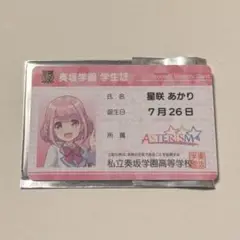 奏坂学園 学生証
氏名 星咲 あかり
誕生日 7月26日
所属 ASTERISM
私立奏坂学園高等学校